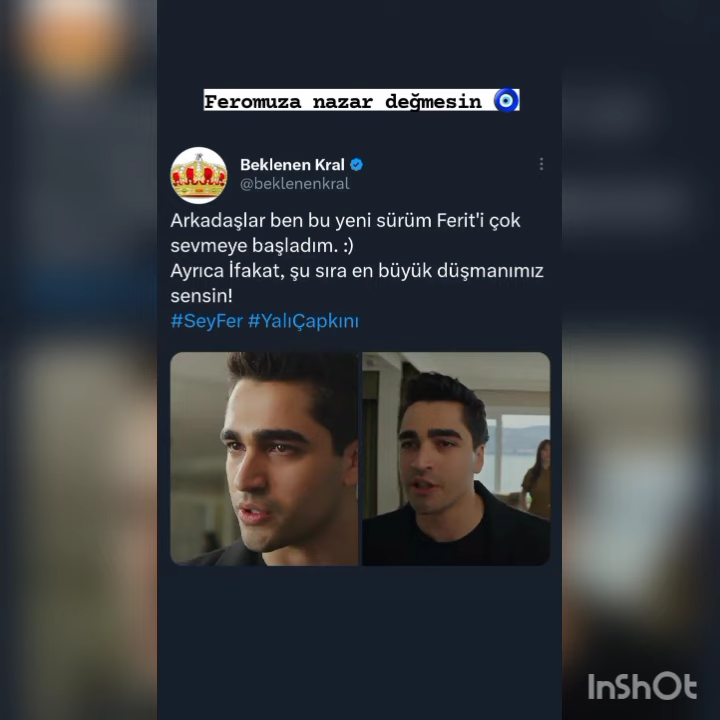 Feromuza nazar değmesin 🧿
Beklenen Kral
@beklenenkral
Arkadaşlar ben bu yeni sürüm Ferit'i çok
sevmeye başladım. :)
Ayrıca İfakat, şu sıra en büyük düşmanımız
sensin!
#SeyFer #YalıÇapkını
InShOt